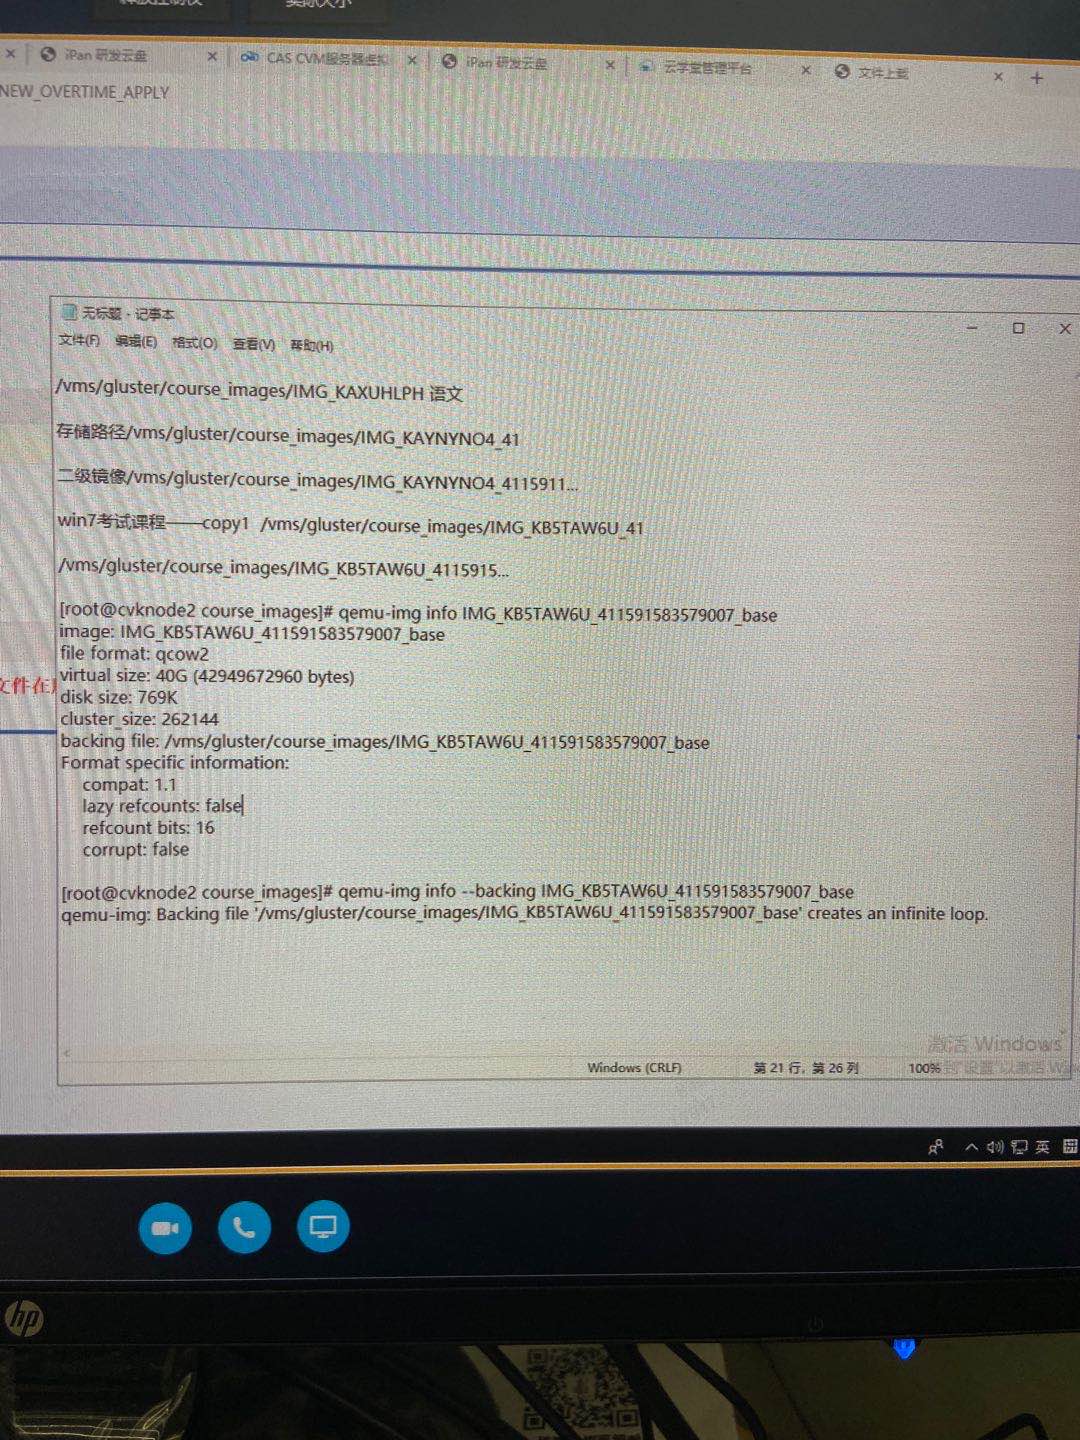 iPan 研发云盘
CAS CVM服务器虚拟
iPan 研发云盘
云学堂管理平台
文件上载
NEW_OVERTIME_APPLY
无标题 - 记事本
文件(F) 编辑(E) 格式(O) 查看(V) 帮助(H)
/vms/gluster/course_images/IMG_KAXUHLPH 语文
存储路径/vms/gluster/course_images/IMG_KAYNYNO4_41
二级镜像/vms/gluster/course_images/IMG_KAYNYNO4_4115911...
win7考试课程——copy1 /vms/gluster/course_images/IMG_KB5TAW6U_41
/vms/gluster/course_images/IMG_KB5TAW6U_4115915...
[root@cvknode2 course_images]# qemu-img info IMG_KB5TAW6U_411591583579007_base
image: IMG_KB5TAW6U_411591583579007_base
file format: qcow2
virtual size: 40G (42949672960 bytes)
disk size: 769K
cluster_size: 262144
backing file: /vms/gluster/course_images/IMG_KB5TAW6U_411591583579007_base
Format specific information:
compat: 1.1
lazy refcounts: false
refcount bits: 16
corrupt: false
[root@cvknode2 course_images]# qemu-img info --backing IMG_KB5TAW6U_411591583579007_base
qemu-img: Backing file '/vms/gluster/course_images/IMG_KB5TAW6U_411591583579007_base' creates an infinite loop.
文件在
激活 Windows
Windows (CRLF) 第 21 行, 第 26 列 100%
英
hp